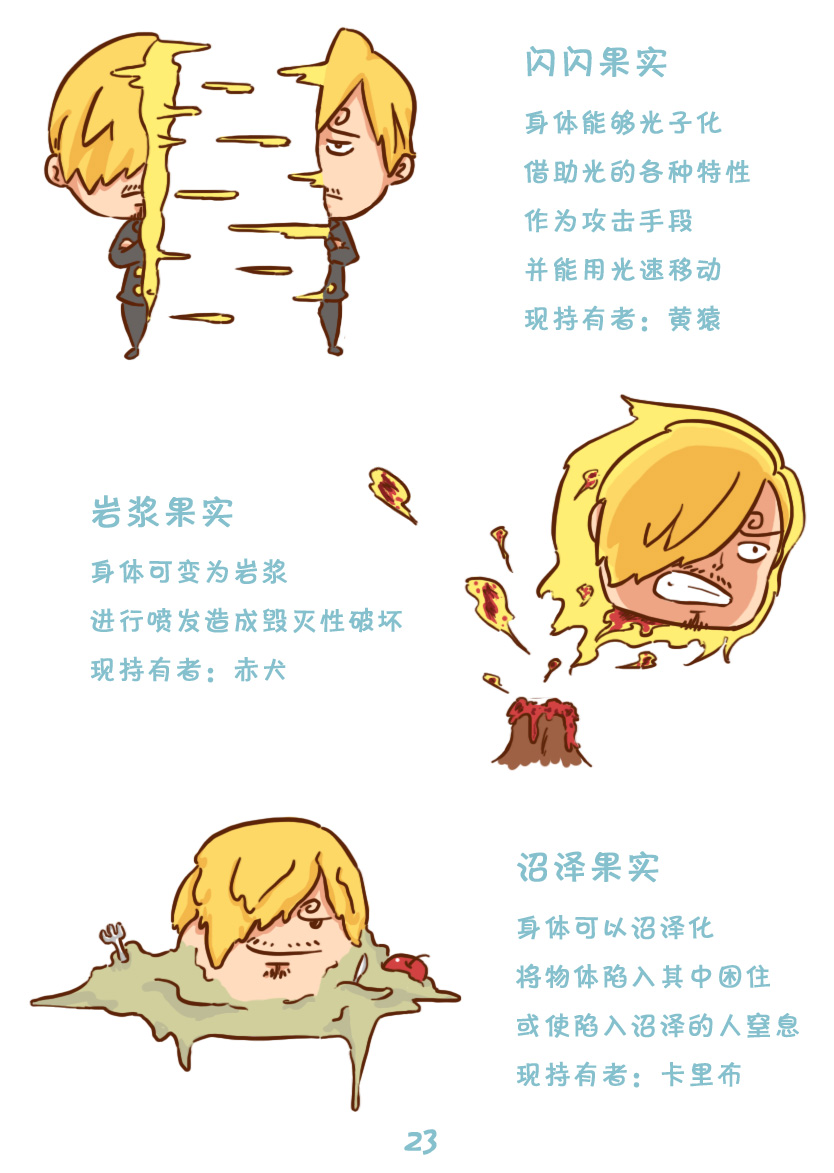 闪闪果实
身体能够光子化
借助光的各种特性
作为攻击手段
并能用光速移动
现持有者：黄猿
岩浆果实
身体可变为岩浆
进行喷发造成毁灭性破坏
现持有者：赤犬
沼泽果实
身体可以沼泽化
将物体陷入其中困住
或使陷入沼泽的人窒息
现持有者：卡里布
23